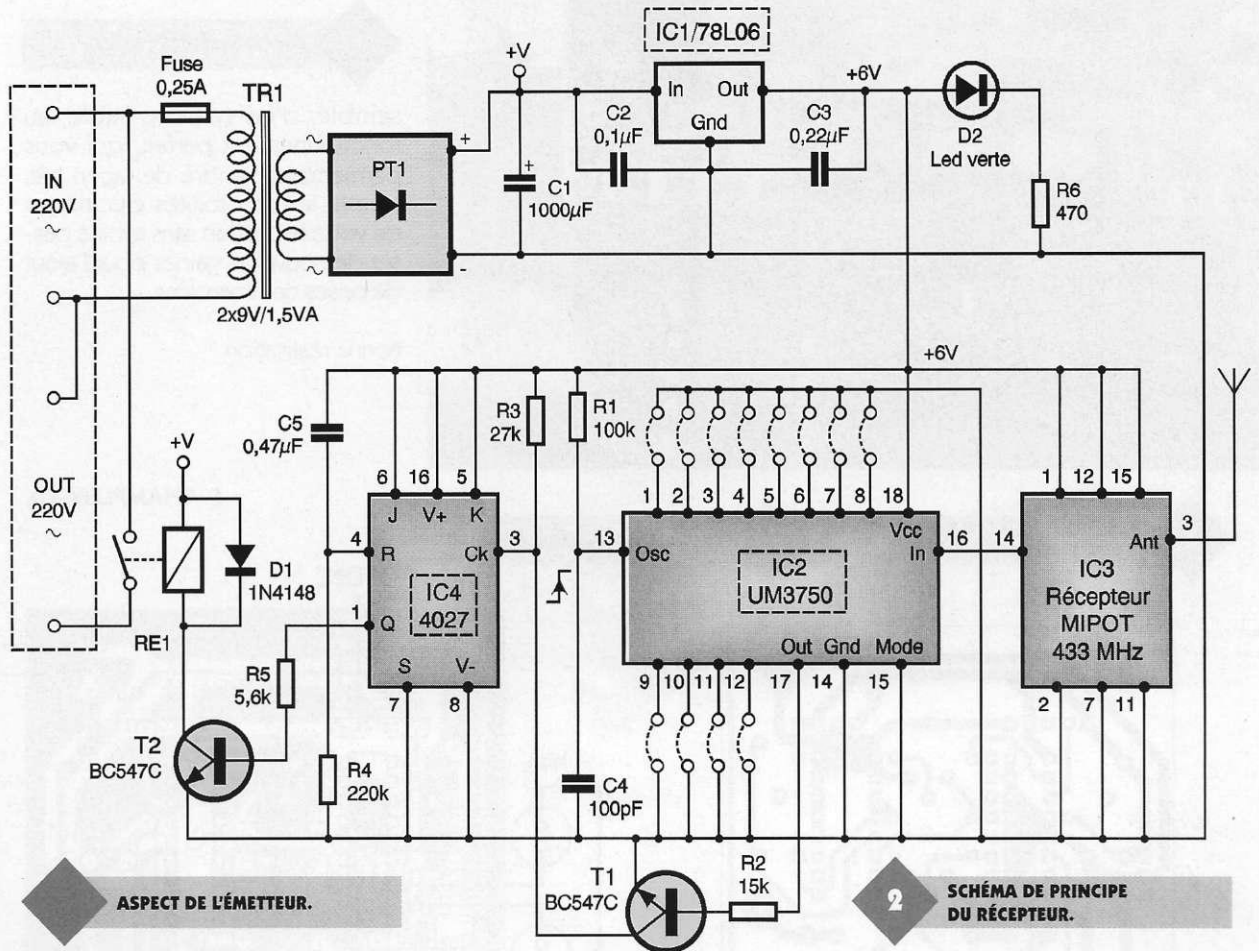 IC1/78L06
+V
+6V
Fuse
0,25A
TR1
In
Out
Gnd
C2
0,1µF
C3
0,22µF
D2
Led verte
~
+
PT1
+
C1
1000µF
R6
470
IN
220V
~
~
-
2x9V/1,5VA
+6V
C5
0,47µF
R3
27k
R1
100k
+V
OUT
220V
~
6
16
5
1
2
3
4
5
6
7
8
18
1
12
15
J
V+
K
Vcc
4
R
Ck
3
13
Osc
In
16
14
Ant
3
D1
1N4148
IC4
4027
IC2
UM3750
IC3
Récepteur
MIPOT
433 MHz
1
Q
RE1
S
V-
Out
Gnd
Mode
R5
5,6k
7
8
9
10
11
12
17
14
15
2
7
11
T2
BC547C
R4
220k
C4
100pF
T1
BC547C
R2
15k
ASPECT DE L'ÉMETTEUR.
2
SCHÉMA DE PRINCIPE
DU RÉCEPTEUR.